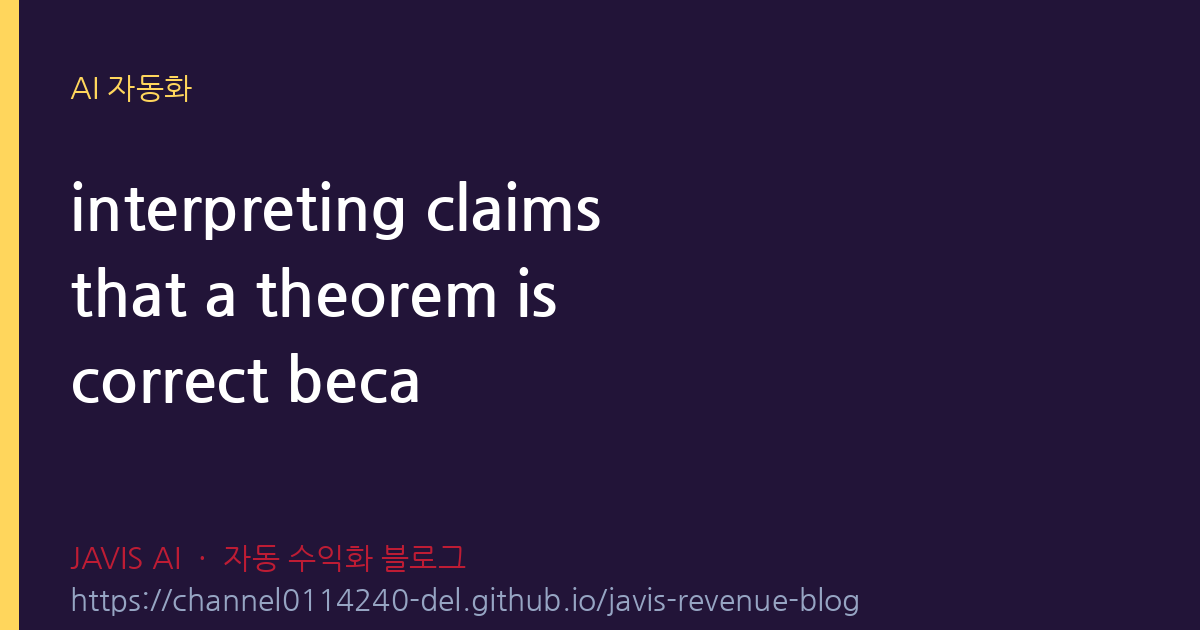 AI 자동화
interpreting claims
that a theorem is
correct beca
JAVIS AI · 자동 수익화 블로그
https://channel0114240-del.github.io/javis-revenue-blog